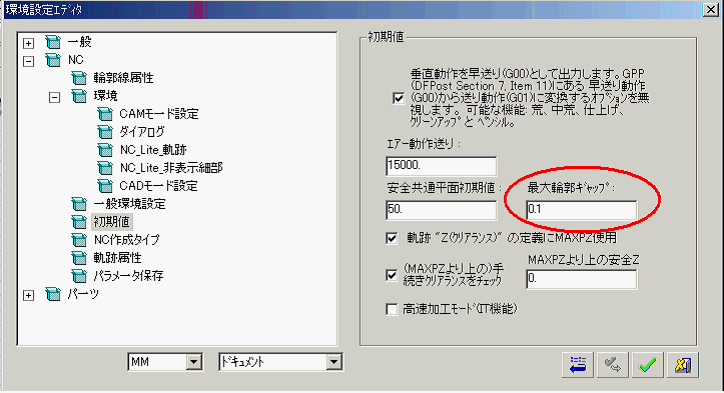 環境設定エディタ
一般
NC
輪郭線属性
環境
CAMモード設定
ダイアログ
NC_Lite_軌跡
NC_Lite_非表示細部
CADモード設定
一般環境設定
初期値
NC作成タイプ
軌跡属性
パラメータ保存
パーツ
初期値
垂直動作を早送り(G00)として出力します。GPP
(DFPost Section 7, Item 11)にある 早送り動作
(G00)から送り動作(G01)に変換するオプションを無
視します。可能な機能: 荒、中荒、仕上げ、
クリーンアップ と ペンシル。
エアー動作送り :
15000.
安全共通平面初期値 :
最大輪郭ギャップ :
50.
0.1
軌跡 "Z(クリアランス)" の定義にMAXPZ使用
(MAXPZより上の)手
続きクリアランスをチェック
MAXPZより上の安全Z
0.
高速加工モード(IT機能)
MM
ドキュメント